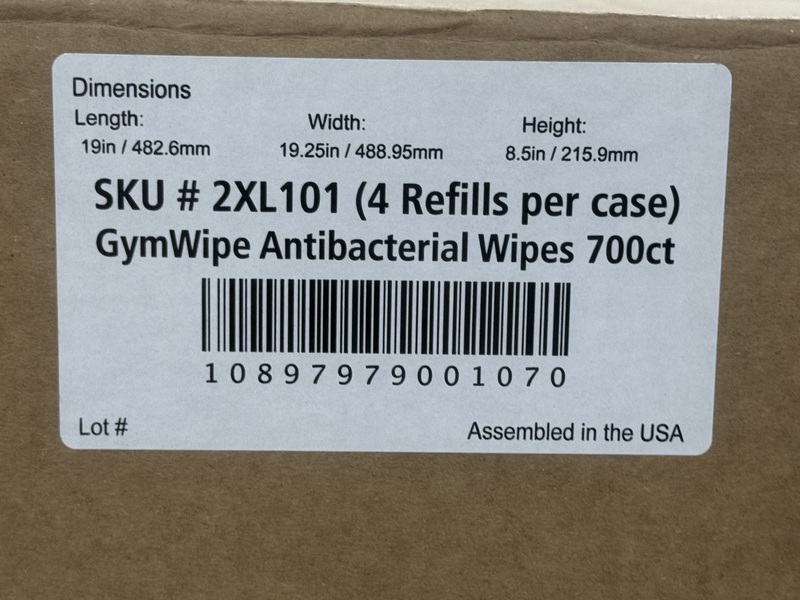 Dimensions
Length: Width: Height:
19in / 482.6mm 19.25in / 488.95mm 8.5in / 215.9mm
SKU # 2XL101 (4 Refills per case)
GymWipe Antibacterial Wipes 700ct
10897979001070
Lot # Assembled in the USA